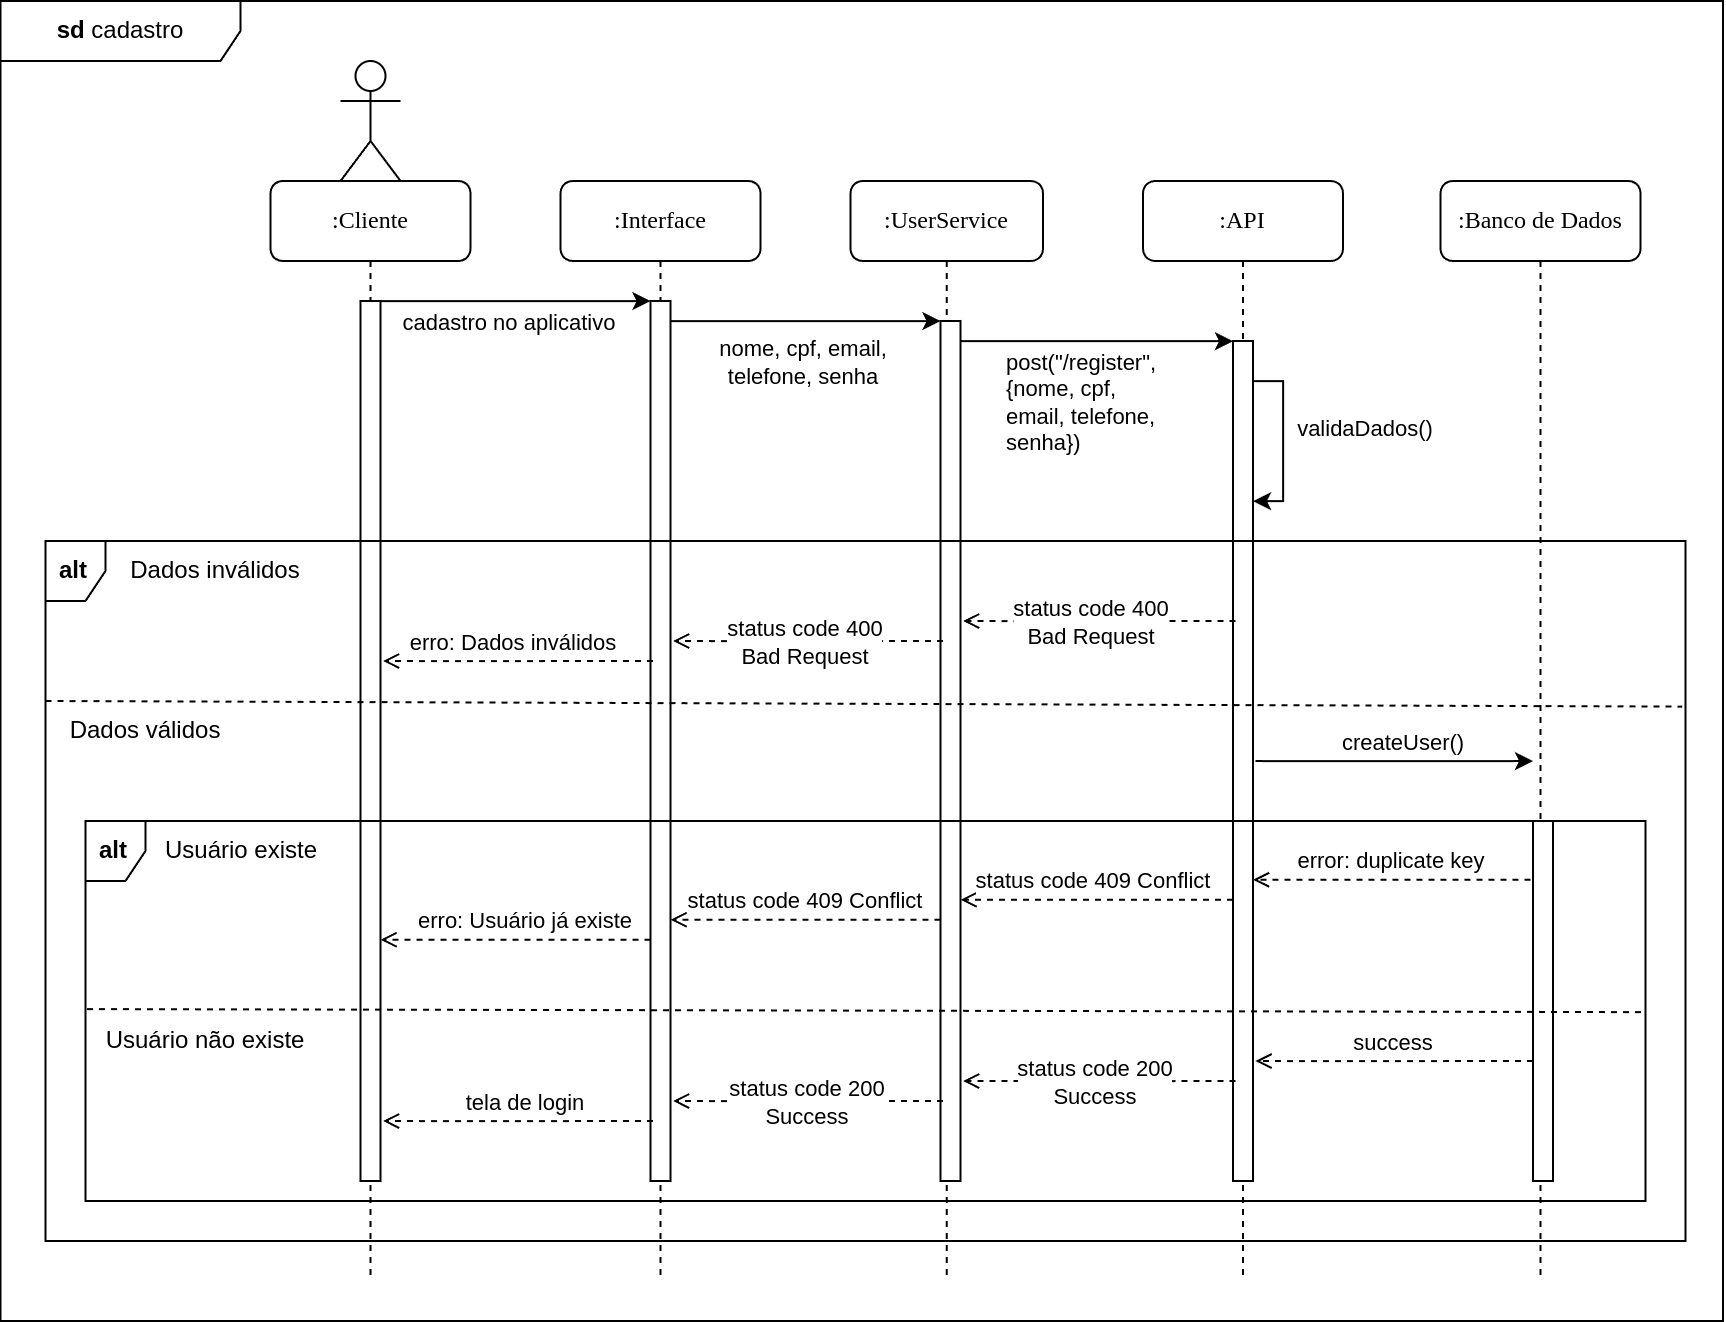 sd cadastro
:Cliente
:Interface
:UserService
:API
:Banco de Dados
cadastro no aplicativo
nome, cpf, email,
telefone, senha
post("/register",
{nome, cpf,
email, telefone,
senha})
validaDados()
alt
Dados inválidos
status code 400
Bad Request
status code 400
Bad Request
erro: Dados inválidos
Dados válidos
createUser()
alt
Usuário existe
error: duplicate key
status code 409 Conflict
status code 409 Conflict
erro: Usuário já existe
Usuário não existe
success
status code 200
Success
status code 200
Success
tela de login